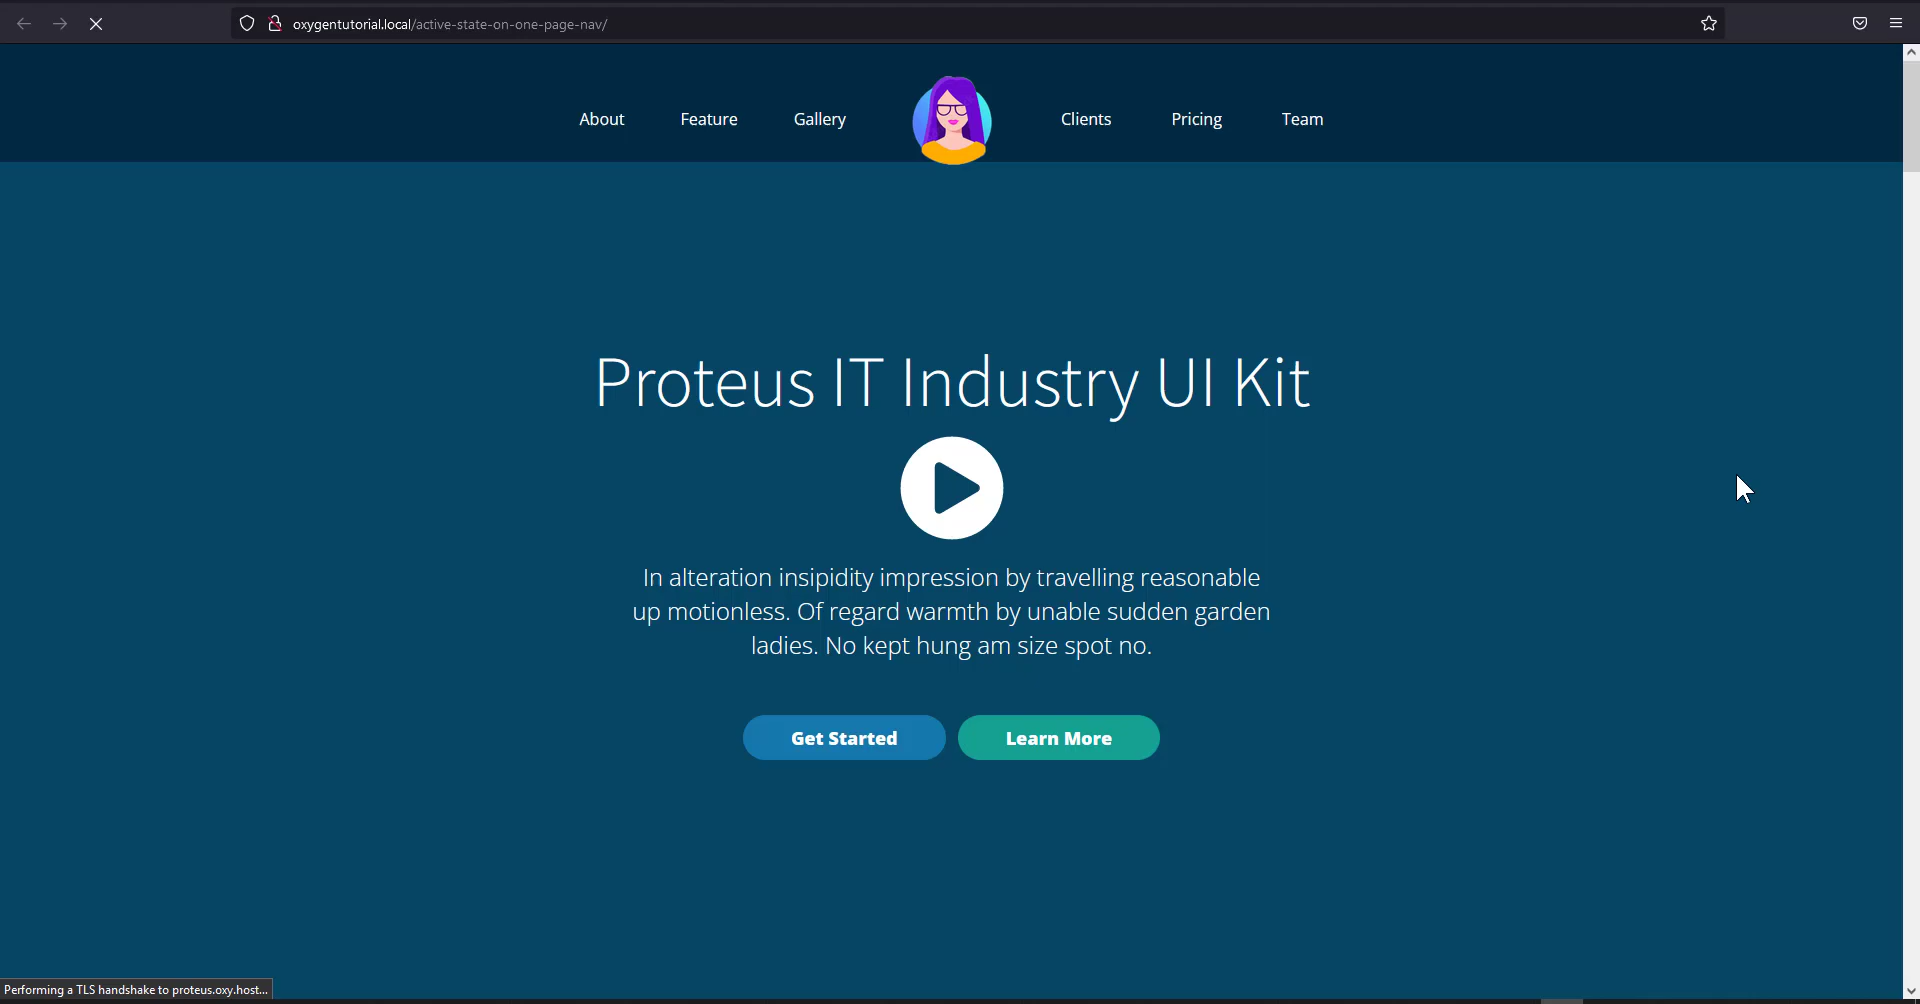 oxygentutorial.local/active-state-on-one-page-nav/
About Feature Gallery Clients Pricing Team
Proteus IT Industry UI Kit
In alteration insipidity impression by travelling reasonable
up motionless. Of regard warmth by unable sudden garden
ladies. No kept hung am size spot no.
Get Started Learn More
Performing a TLS handshake to proteus.oxy.host...